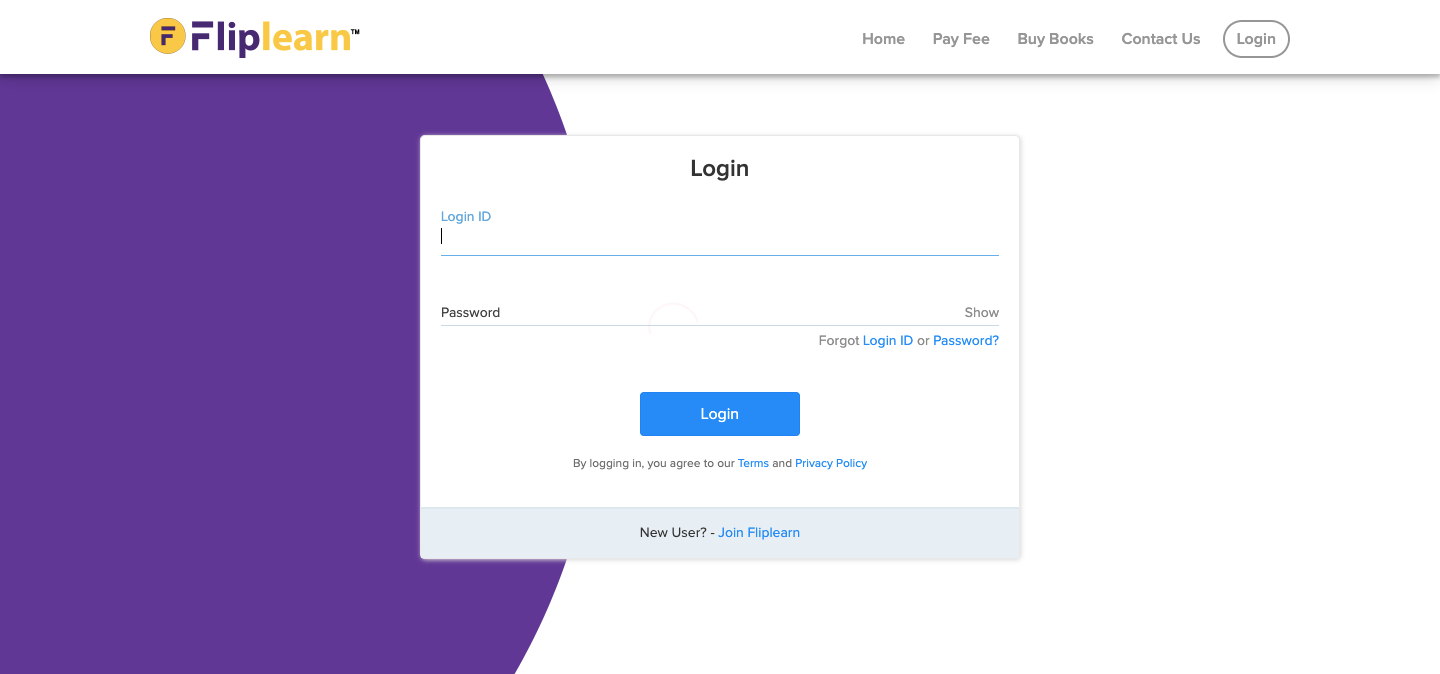 Fliplearn™ Home Pay Fee Buy Books Contact Us Login
Login
Login ID
Password Show
Forgot Login ID or Password?
Login
By logging in, you agree to our Terms and Privacy Policy
New User? - Join Fliplearn